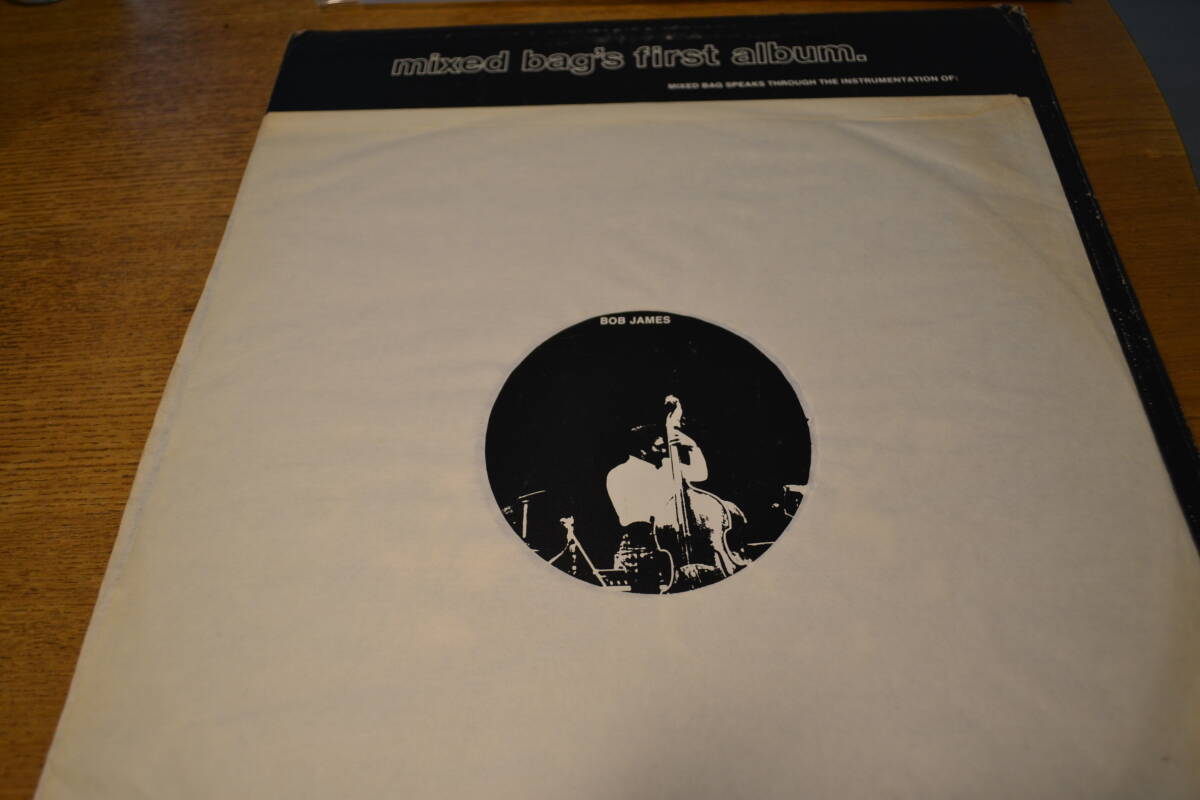 mixed bag's first album.
MIXED BAG SPEAKS THROUGH THE INSTRUMENTATION OF:
BOB JAMES